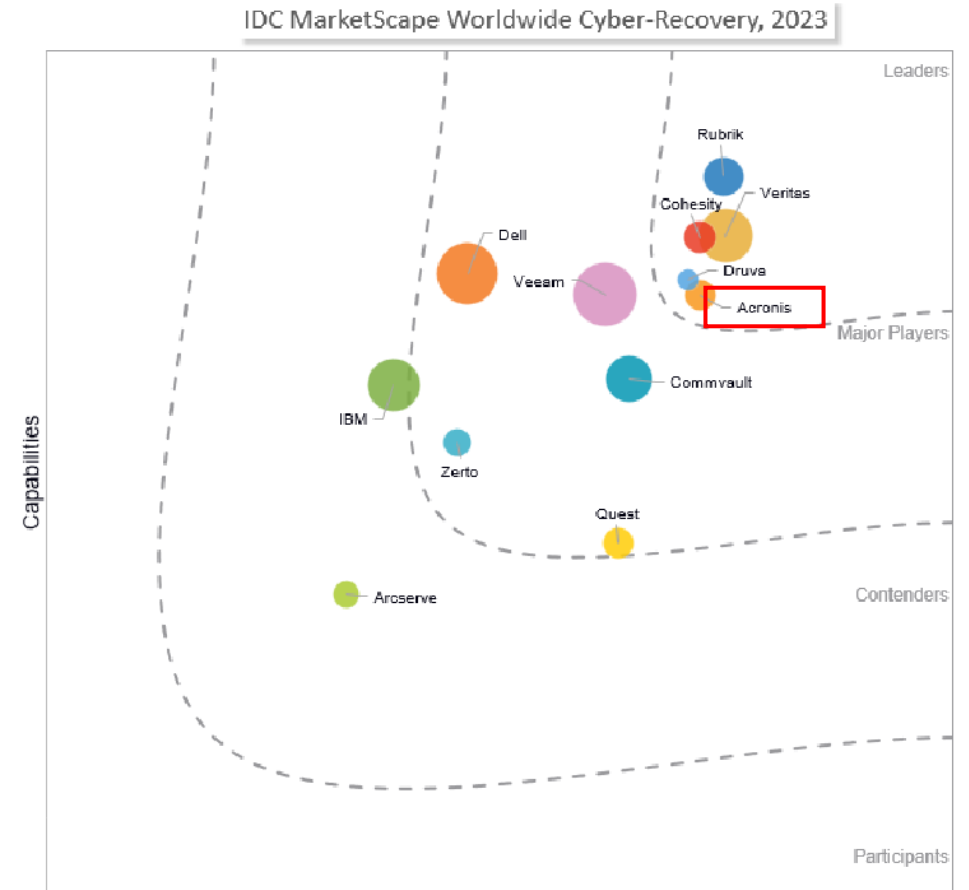 IDC MarketScape Worldwide Cyber-Recovery, 2023
Leaders
Rubrik
Veritas
Cohesity
Dell
Druva
Veeam
Acronis
Major Players
Commvault
IBM
Capabilities
Zerto
Quest
Contenders
Arcserve
Participants